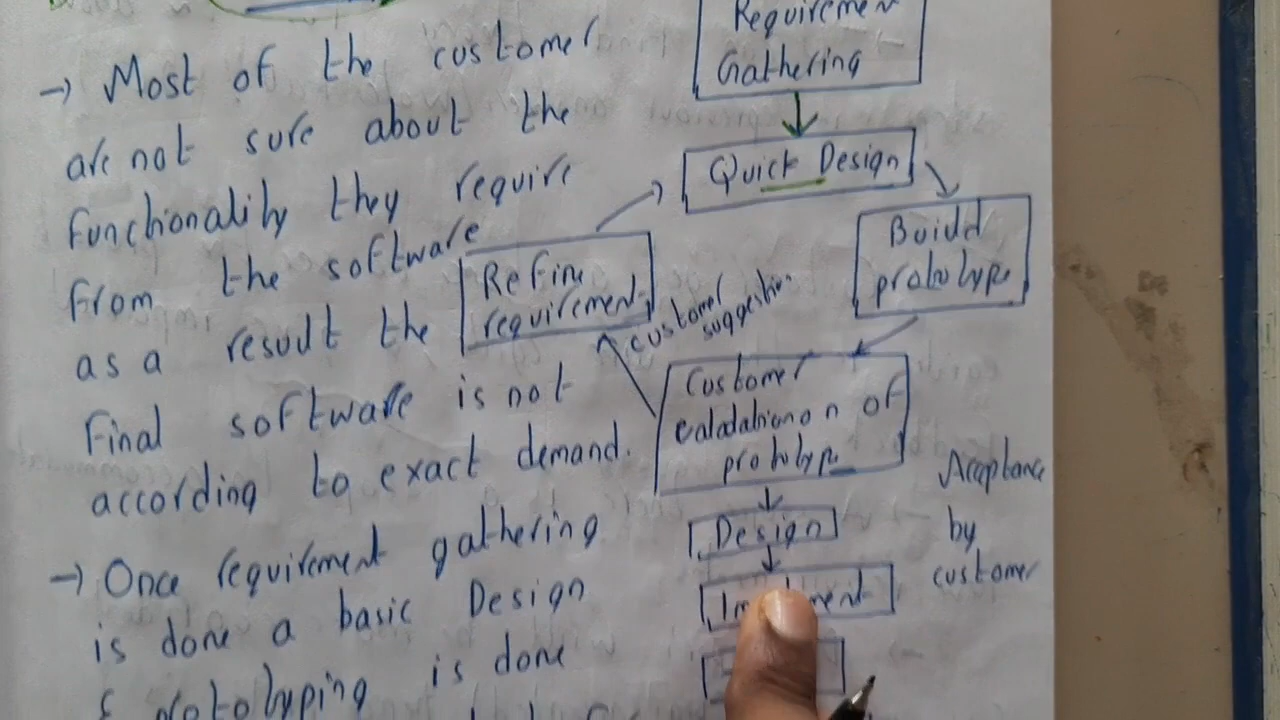 → Most of the customer
are not sure about the
functionality they require
from the software
as a result the
final software is not
according to exact demand.
→ Once requirement gathering
is done a basic Design
& prototyping is done
Requiremen
Gathering
Quick Design
Build
prototype
Refine
requirement
customer
suggestion
Customer
of
prototype
Design
Acceptance
by
customer